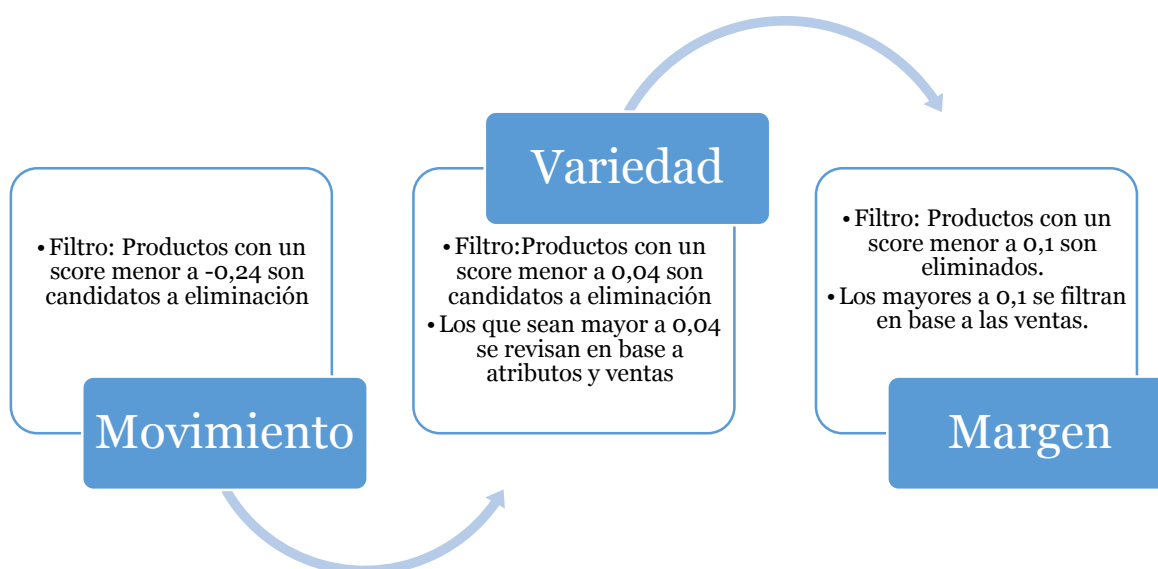 • Filtro: Productos con un
score menor a -0,24 son
candidatos a eliminación
Movimiento
Variedad
• Filtro:Productos con un
score menor a 0,04 son
candidatos a eliminación
• Los que sean mayor a 0,04
se revisan en base a
atributos y ventas
• Filtro: Productos con un
score menor a 0,1 son
eliminados.
• Los mayores a 0,1 se filtran
en base a las ventas.
Margen